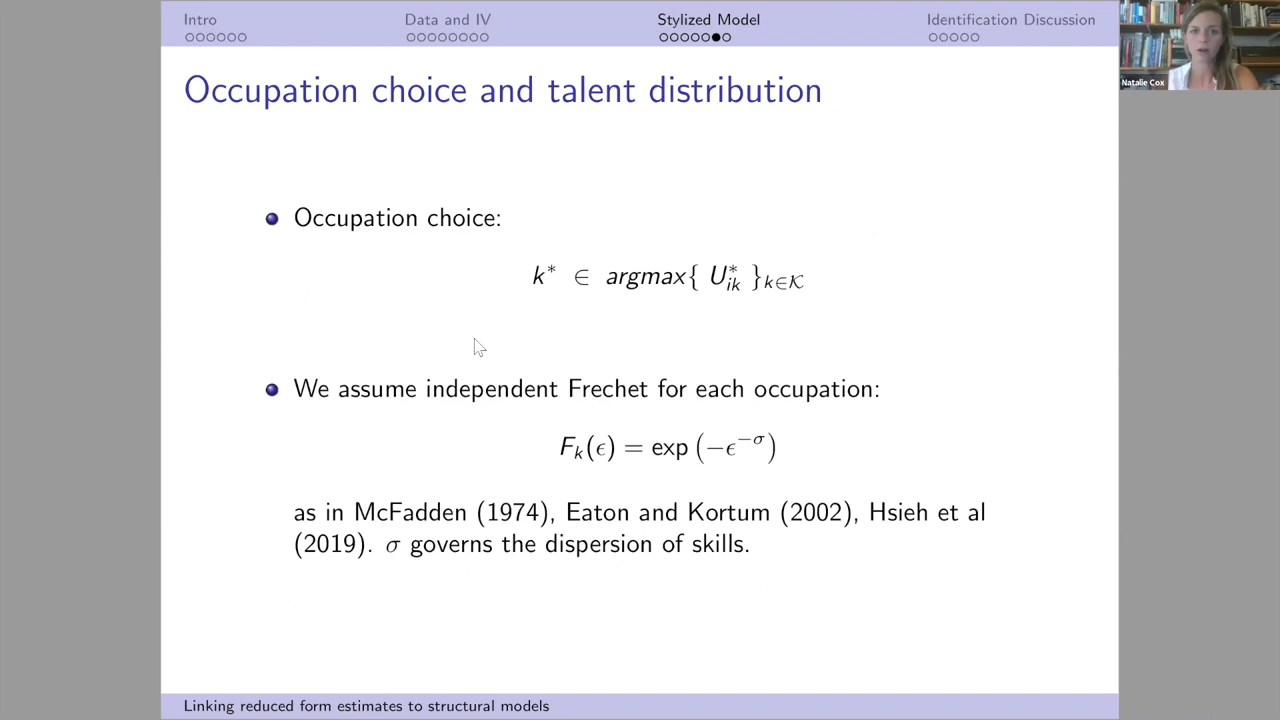 Intro
Data and IV
Stylized Model
Identification Discussion
Natalie Cox
Occupation choice and talent distribution
Occupation choice:
k* ∈ argmax{ U*ik }k∈𝒦
We assume independent Frechet for each occupation:
Fk(ϵ) = exp (−ϵ^−σ)
as in McFadden (1974), Eaton and Kortum (2002), Hsieh et al
(2019). σ governs the dispersion of skills.
Linking reduced form estimates to structural models